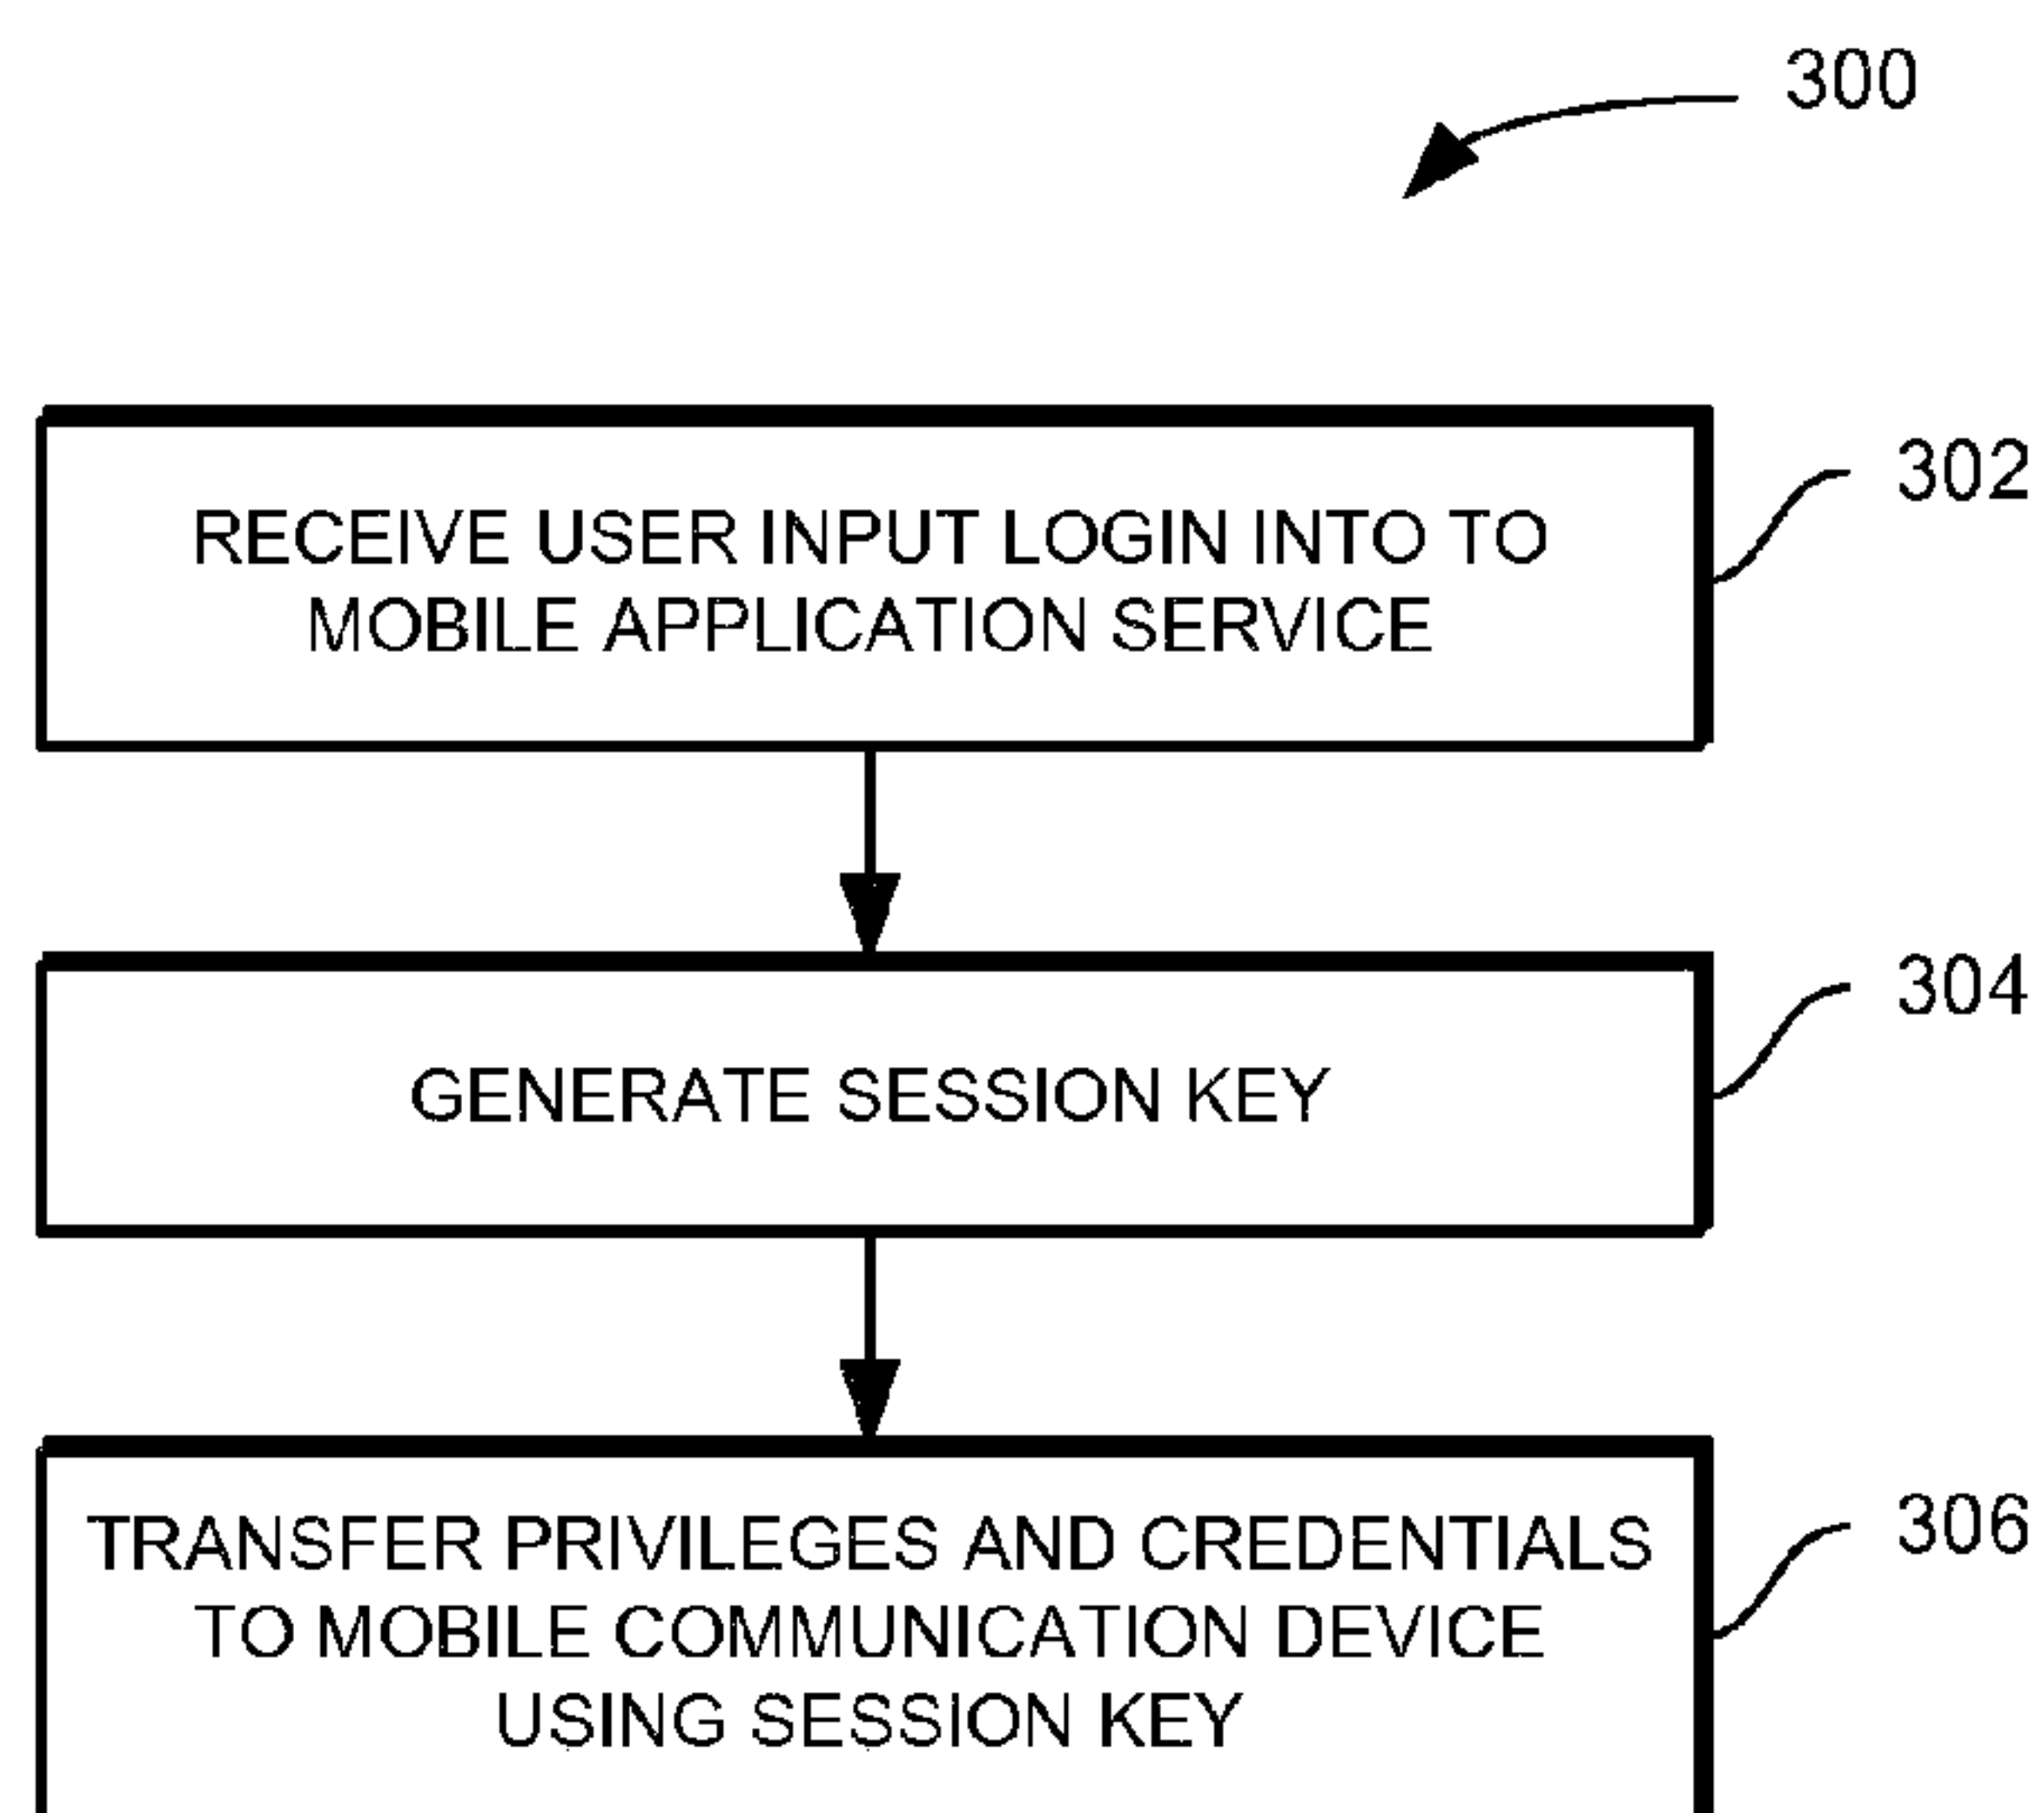 300
302
RECEIVE USER INPUT LOGIN INTO TO
MOBILE APPLICATION SERVICE
304
GENERATE SESSION KEY
306
TRANSFER PRIVILEGES AND CREDENTIALS
TO MOBILE COMMUNICATION DEVICE
USING SESSION KEY